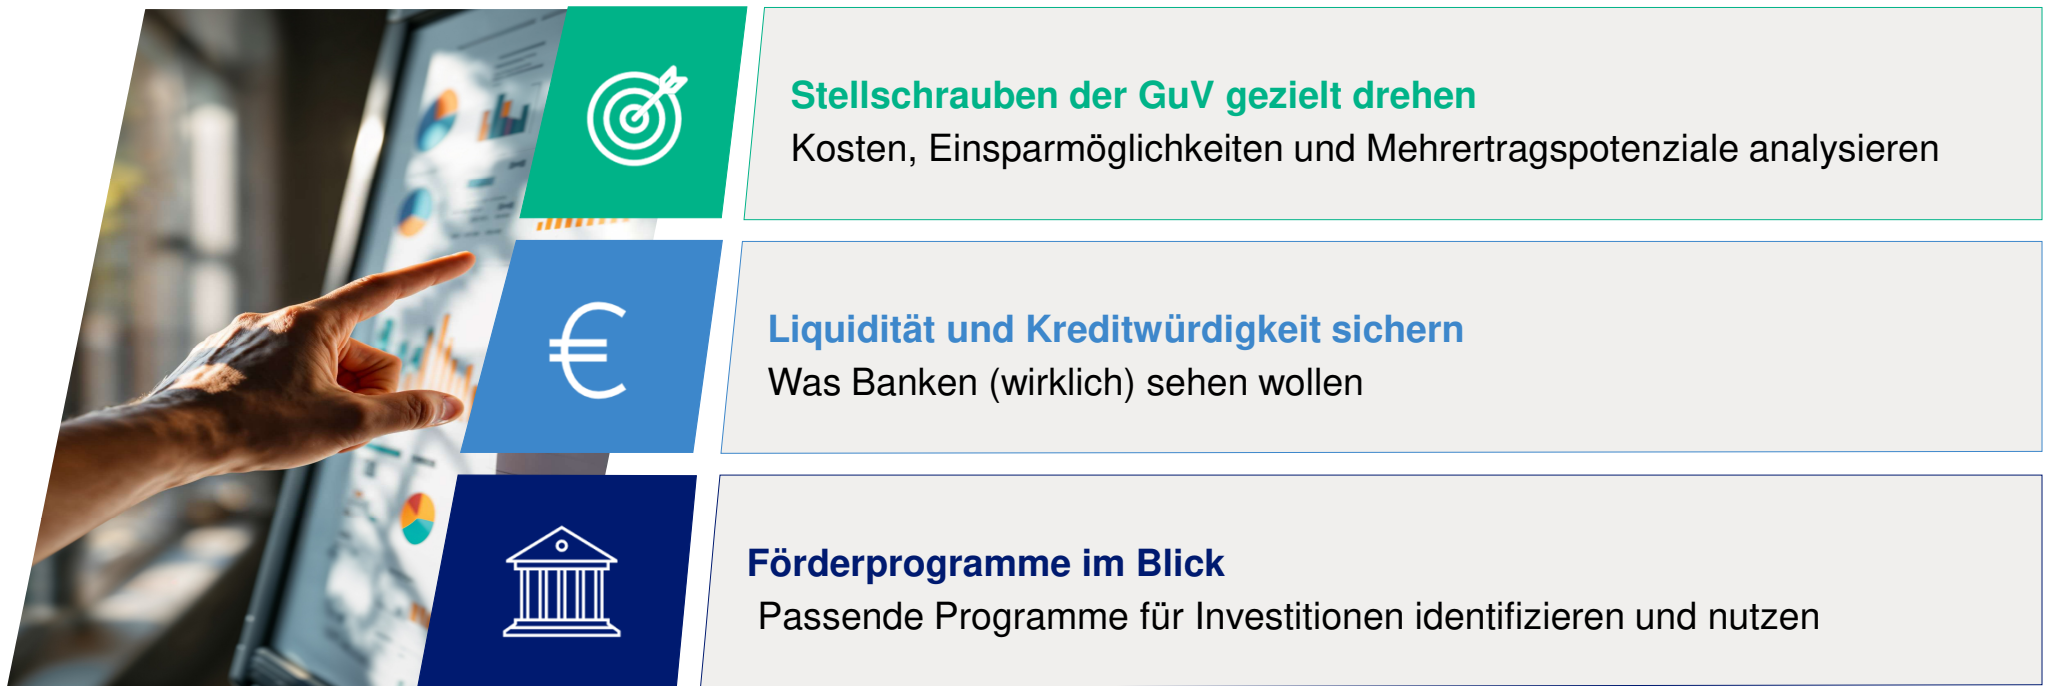 Stellschrauben der GuV gezielt drehen
Kosten, Einsparmöglichkeiten und Mehrertragspotenziale analysieren
€
Liquidität und Kreditwürdigkeit sichern
Was Banken (wirklich) sehen wollen
Förderprogramme im Blick
Passende Programme für Investitionen identifizieren und nutzen